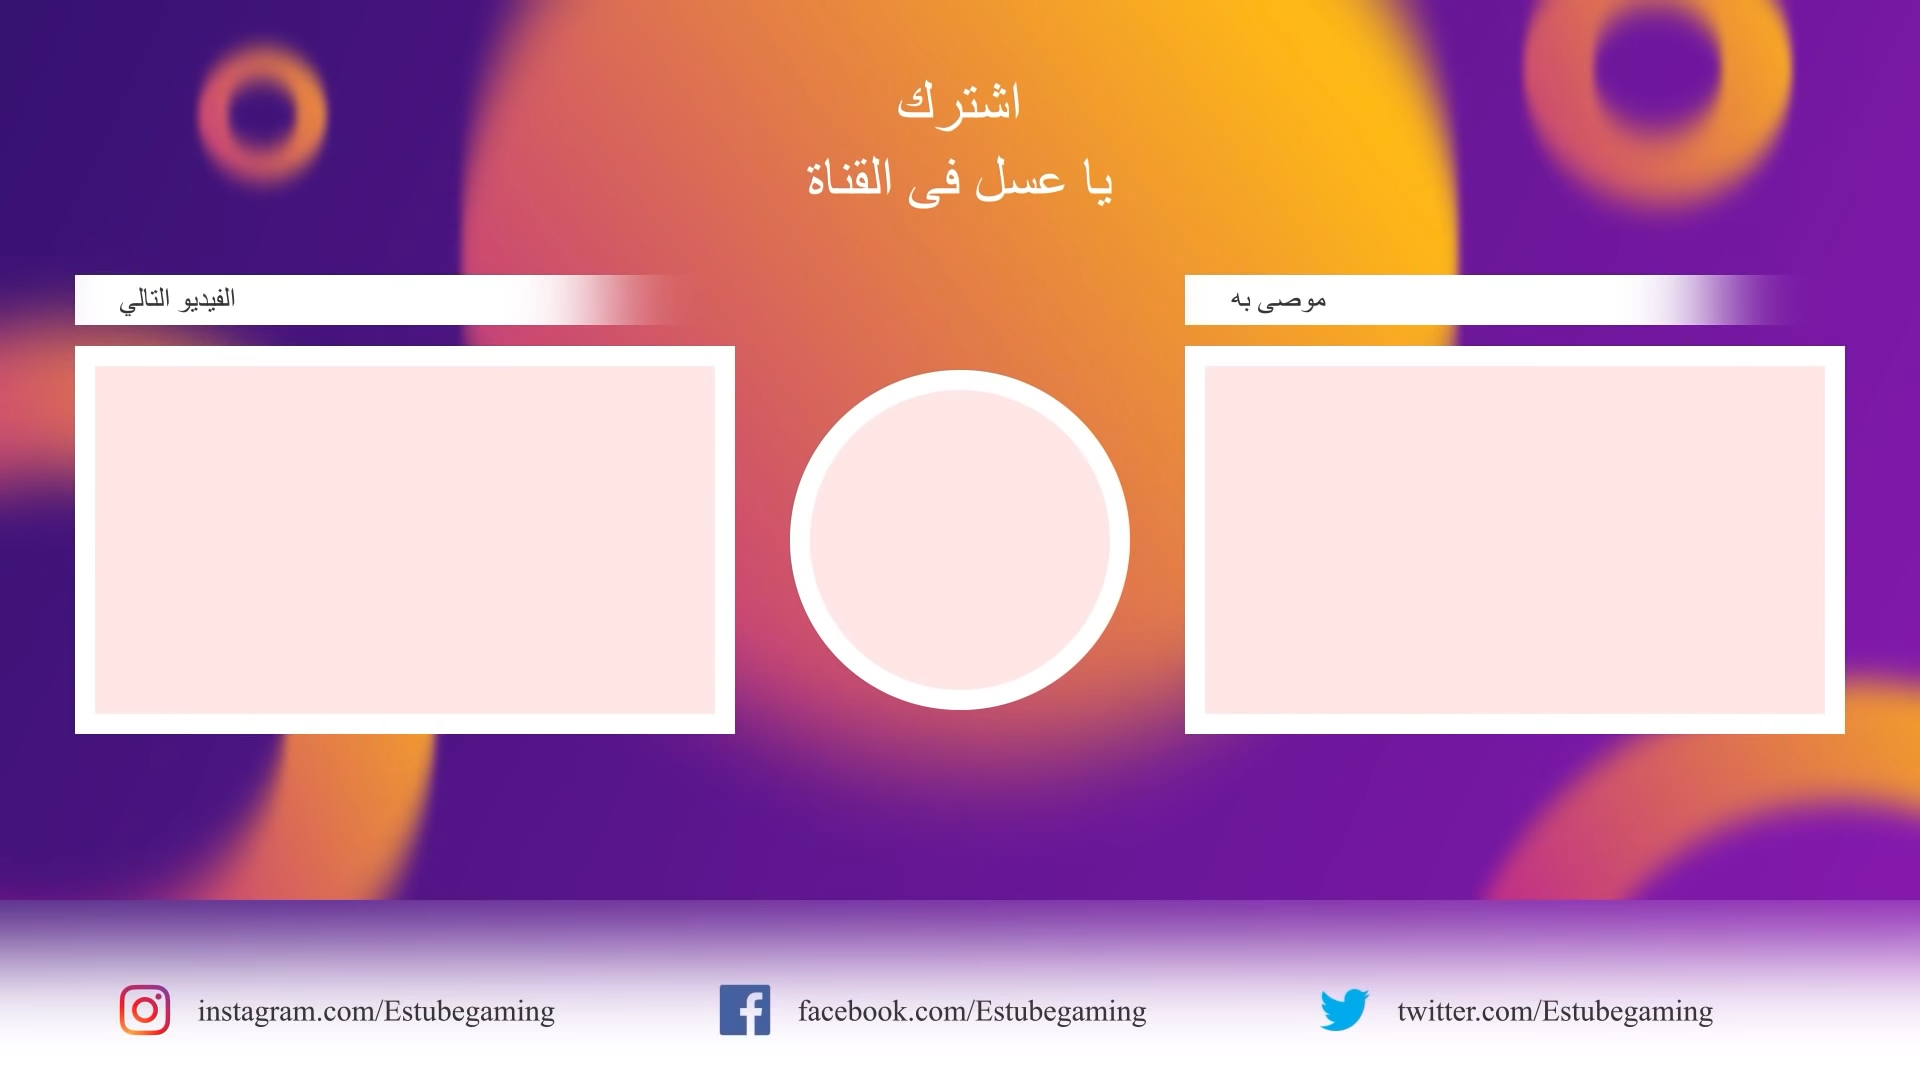 اشترك
يا عسل فى القناة
الفيديو التالي
موصى به
instagram.com/Estubegaming
facebook.com/Estubegaming
twitter.com/Estubegaming